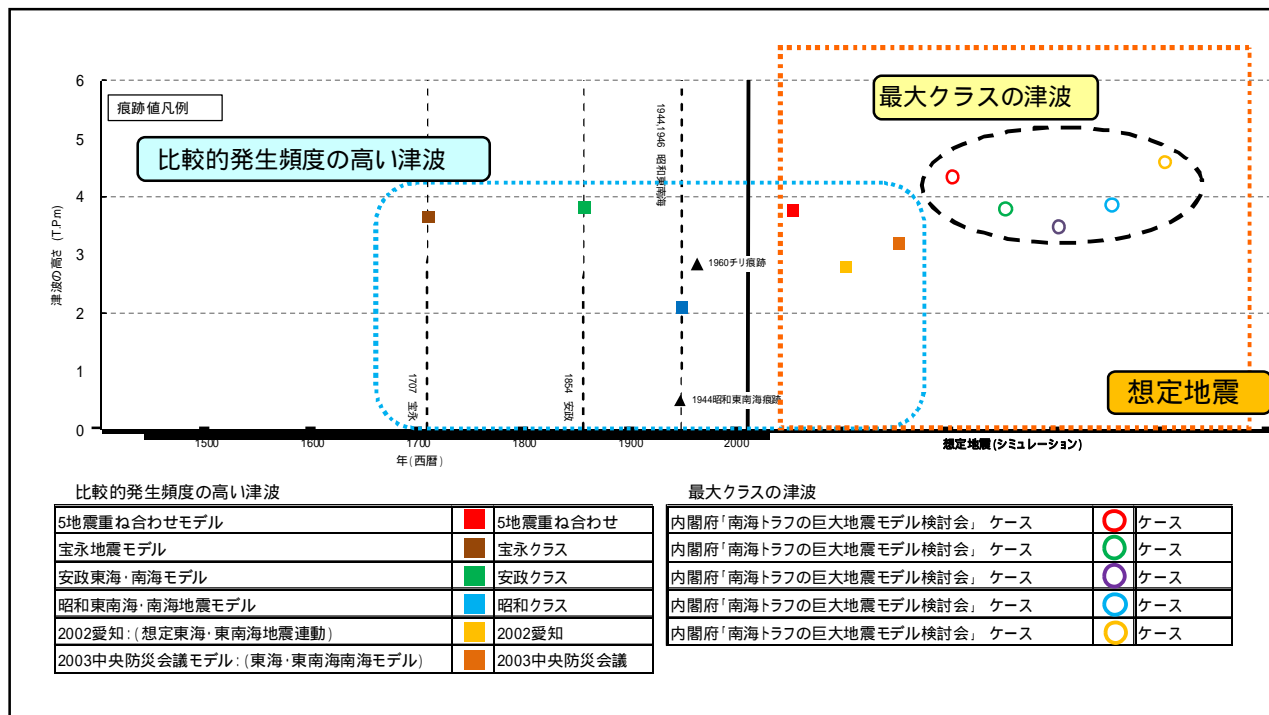 6
5
4
3
2
1
0
津波の高さ (T.P.m)
痕跡値凡例
比較的発生頻度の高い津波
最大クラスの津波
想定地震
1707 宝永
1854 安政
1944,1946 昭和東南海
1960チリ痕跡
1944昭和東南海痕跡
1500
1600
1700
1800
1900
2000
年(西暦)
想定地震(シミュレーション)
比較的発生頻度の高い津波
5地震重ね合わせモデル 5地震重ね合わせ
宝永地震モデル 宝永クラス
安政東海・南海モデル 安政クラス
昭和東南海・南海地震モデル 昭和クラス
2002愛知:(想定東海・東南海地震連動) 2002愛知
2003中央防災会議モデル:(東海・東南海南海モデル) 2003中央防災会議
最大クラスの津波
内閣府「南海トラフの巨大地震モデル検討会」 ケース ケース
内閣府「南海トラフの巨大地震モデル検討会」 ケース ケース
内閣府「南海トラフの巨大地震モデル検討会」 ケース ケース
内閣府「南海トラフの巨大地震モデル検討会」 ケース ケース
内閣府「南海トラフの巨大地震モデル検討会」 ケース ケース